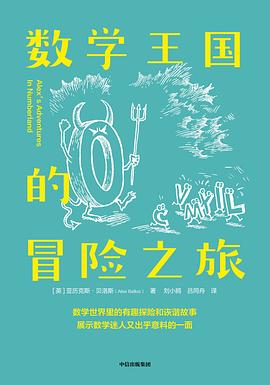 数学王国
Alex's Adventures
In Numberland
的
冒险之旅
[英]亚历克斯·贝洛斯(Alex Bellos) 著 刘小鸥 吕同舟 译
数学世界里的有趣探险和诙谐故事
展示数学迷人又出乎意料的一面
中信出版集团